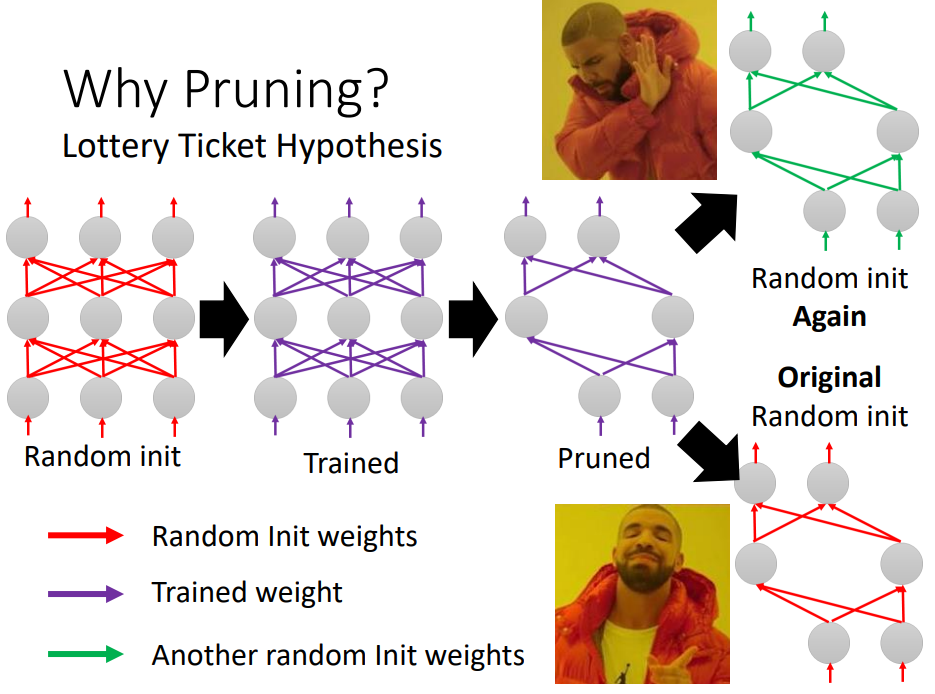 Why Pruning?
Lottery Ticket Hypothesis
Random init
Trained
Pruned
Random init
Again
Original
Random init
Random Init weights
Trained weight
Another random Init weights